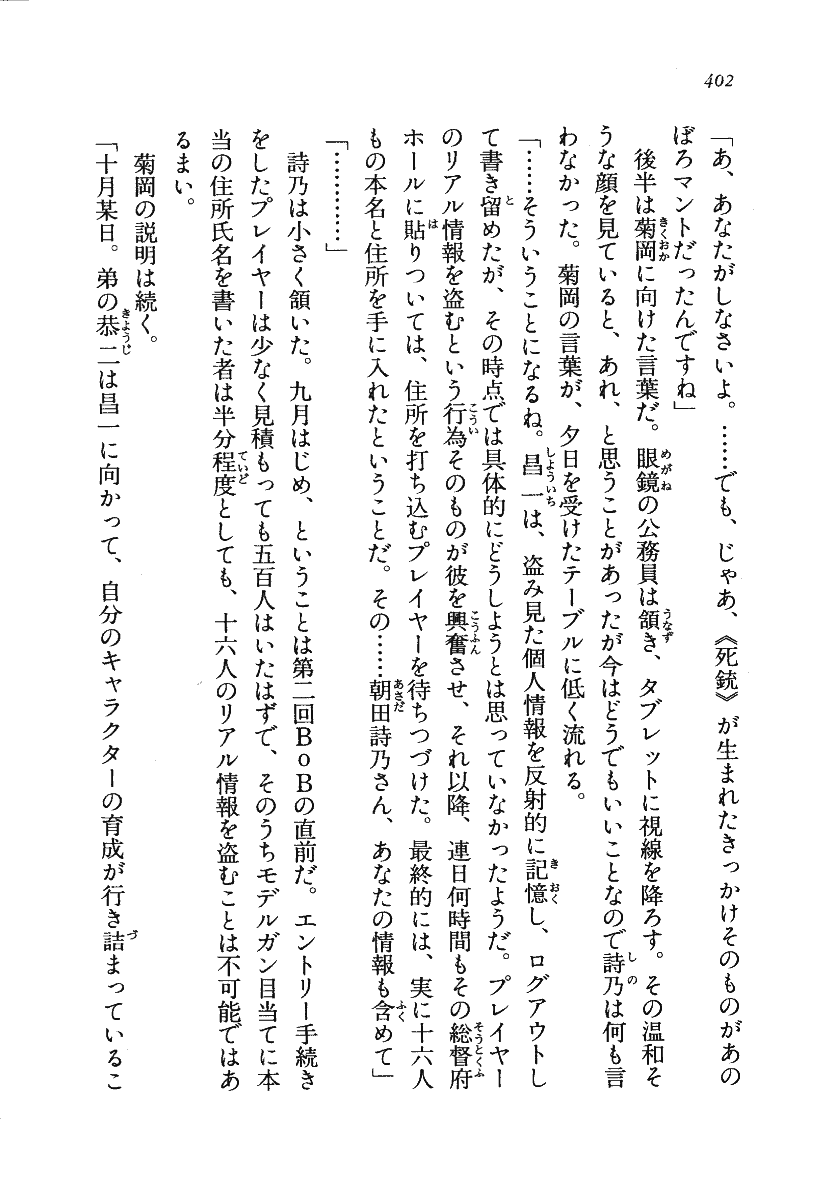 402
「あ、あなたがしなさいよ。……でも、じゃあ、《死銃》が生まれたきっかけそのものがあの
ぼろマントだったんですね」
　後半は菊岡に向けた言葉だ。眼鏡の公務員は頷き、タブレットに視線を降ろす。その温和そ
うな顔を見ていると、あれ、と思うことがあったが今はどうでもいいことなので詩乃は何も言
わなかった。菊岡の言葉が、夕日を受けたテーブルに低く流れる。
「……そういうことになるね。昌一は、盗み見た個人情報を反射的に記憶し、ログアウトし
て書き留めたが、その時点では具体的にどうしようとは思っていなかったようだ。プレイヤー
のリアル情報を盗むという行為そのものが彼を興奮させ、それ以降、連日何時間もその総督府
ホールに貼りついては、住所を打ち込むプレイヤーを待ちつづけた。最終的には、実に十六人
もの本名と住所を手に入れたということだ。その……朝田詩乃さん、あなたの情報も含めて」
「…………」
　詩乃は小さく頷いた。九月はじめ、ということは第二回ＢｏＢの直前だ。エントリー手続き
をしたプレイヤーは少なく見積もっても五百人はいたはずで、そのうちモデルガン目当てに本
当の住所氏名を書いた者は半分程度としても、十六人のリアル情報を盗むことは不可能ではあ
るまい。
　菊岡の説明は続く。
「十月某日。弟の恭二は昌一に向かって、自分のキャラクターの育成が行き詰まっているこ